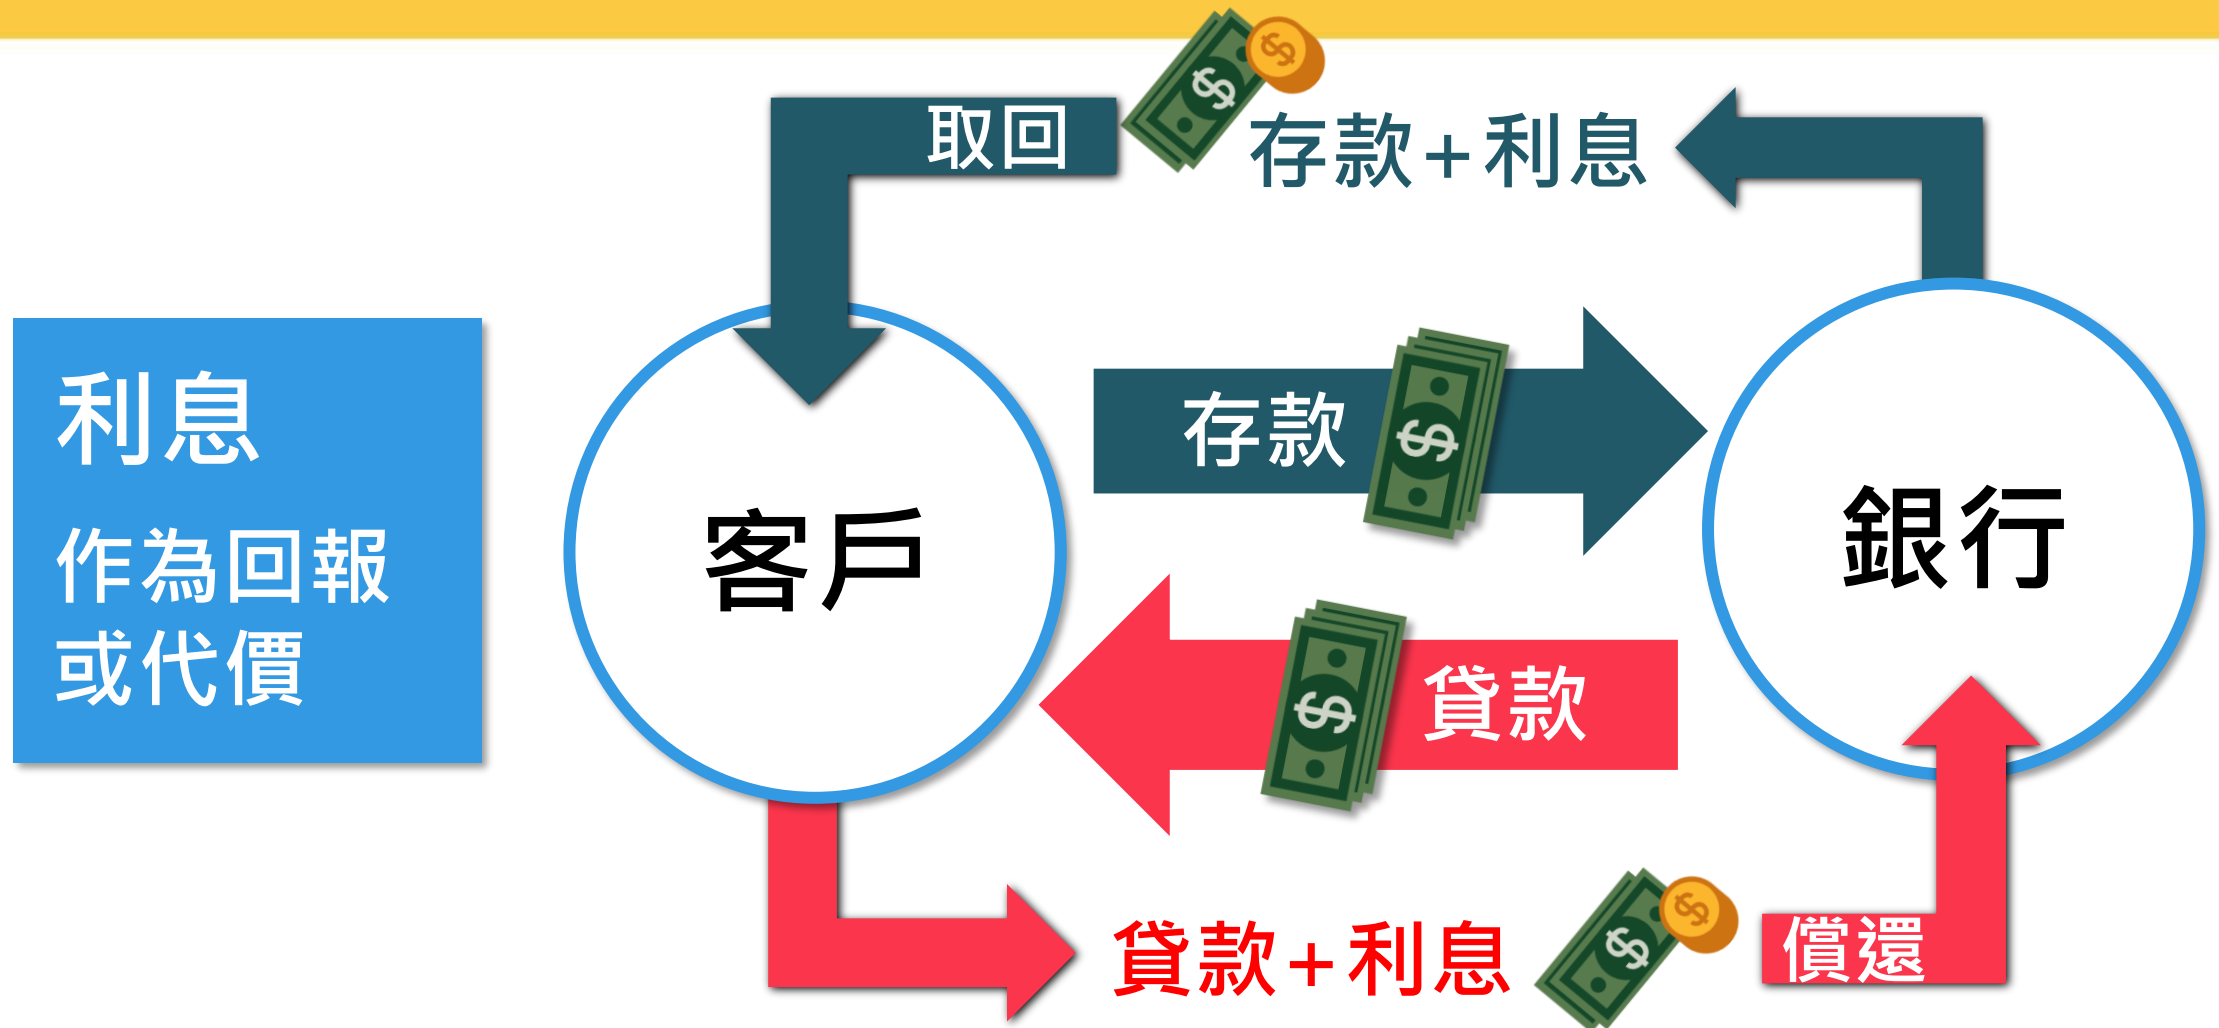 取回
存款+利息
利息
作為回報
或代價
客戶
存款
銀行
貸款
貸款+利息
償還